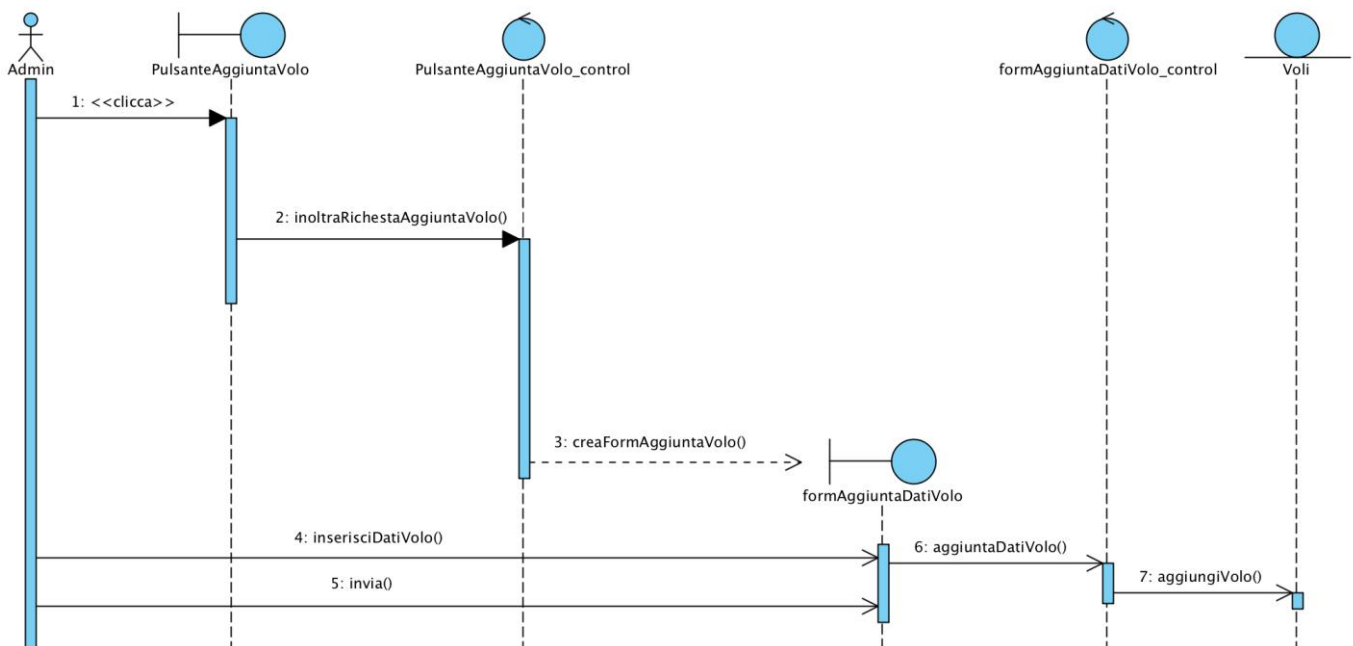 Admin
PulsanteAggiuntaVolo
PulsanteAggiuntaVolo_control
formAggiuntaDatiVolo_control
Voli
1: <<clicca>>
2: inoltraRichestaAggiuntaVolo()
3: creaFormAggiuntaVolo()
formAggiuntaDatiVolo
4: inserisciDatiVolo()
6: aggiuntaDatiVolo()
5: invia()
7: aggiungiVolo()